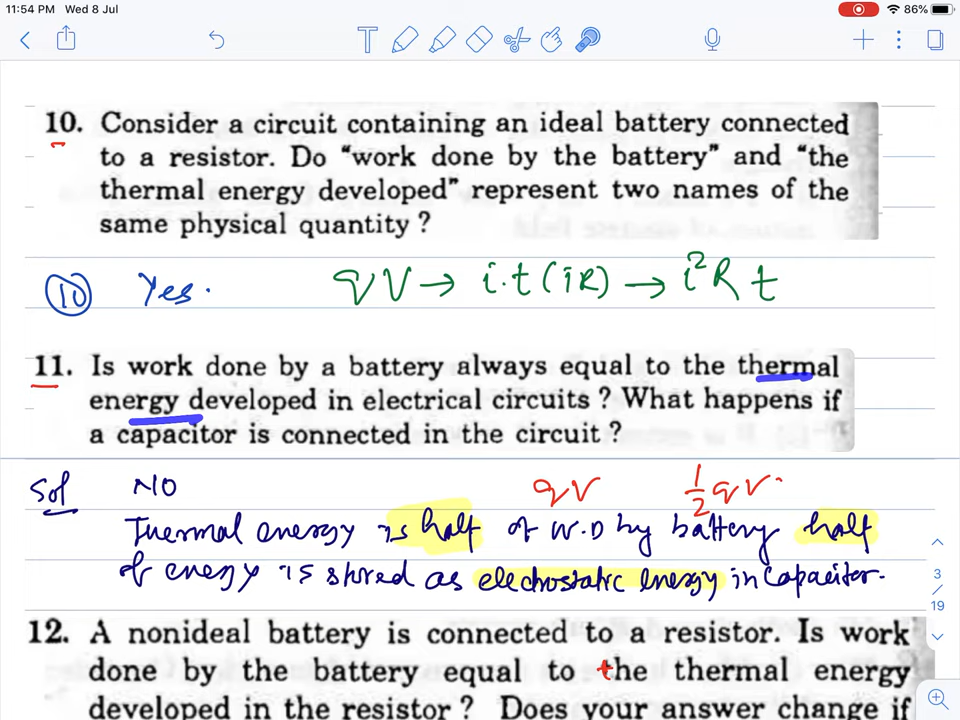 11:54 PM Wed 8 Jul
86%
10. Consider a circuit containing an ideal battery connected
to a resistor. Do “work done by the battery” and “the
thermal energy developed” represent two names of the
same physical quantity ?
10 Yes. qV → i.t (iR) → i²Rt
11. Is work done by a battery always equal to the thermal
energy developed in electrical circuits ? What happens if
a capacitor is connected in the circuit ?
Sol NO qV ½qV.
Thermal energy is half of W.D by battery half
of energy is stored as electrostatic energy in Capacitor.
3
/
19
12. A nonideal battery is connected to a resistor. Is work
done by the battery equal to the thermal energy
developed in the resistor ? Does your answer change if